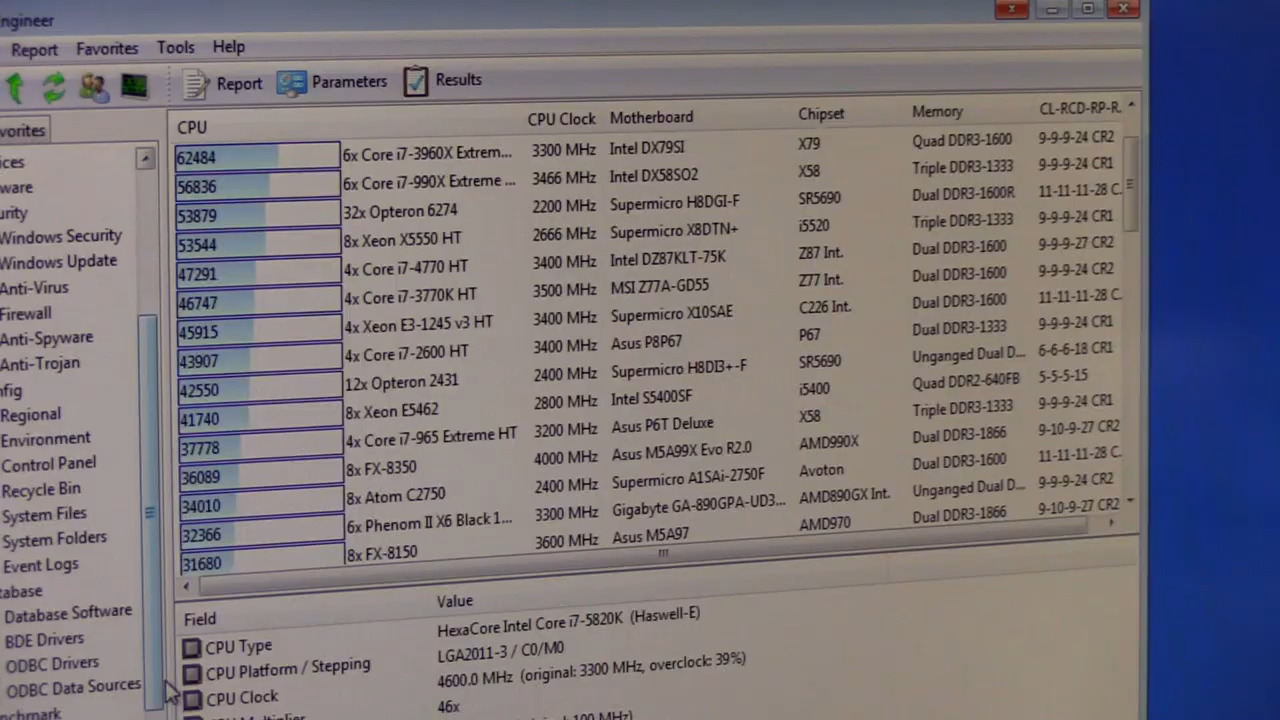 ngineer
Report Favorites Tools Help
Report Parameters Results
vorites
ices
ware
urity
Windows Security
Windows Update
Anti-Virus
Firewall
Anti-Spyware
Anti-Trojan
nfig
Regional
Environment
Control Panel
Recycle Bin
System Files
System Folders
Event Logs
tabase
Database Software
BDE Drivers
ODBC Drivers
ODBC Data Sources
nchmark
CPU CPU Clock Motherboard Chipset Memory CL-RCD-RP-R.
62484 6x Core i7-3960X Extrem... 3300 MHz Intel DX79SI X79 Quad DDR3-1600 9-9-9-24 CR2
56836 6x Core i7-990X Extreme ... 3466 MHz Intel DX58SO2 X58 Triple DDR3-1333 9-9-9-24 CR1
53879 32x Opteron 6274 2200 MHz Supermicro H8DGI-F SR5690 Dual DDR3-1600R 11-11-11-28 C.
53544 8x Xeon X5550 HT 2666 MHz Supermicro X8DTN+ i5520 Triple DDR3-1333 9-9-9-24 CR1
47291 4x Core i7-4770 HT 3400 MHz Intel DZ87KLT-75K Z87 Int. Dual DDR3-1600 9-9-9-27 CR2
46747 4x Core i7-3770K HT 3500 MHz MSI Z77A-GD55 Z77 Int. Dual DDR3-1600 9-9-9-24 CR2
45915 4x Xeon E3-1245 v3 HT 3400 MHz Supermicro X10SAE C226 Int. Dual DDR3-1600 11-11-11-28 C.
43907 4x Core i7-2600 HT 3400 MHz Asus P8P67 P67 Dual DDR3-1333 9-9-9-24 CR1
42550 12x Opteron 2431 2400 MHz Supermicro H8DI3+-F SR5690 Unganged Dual D... 6-6-6-18 CR1
41740 8x Xeon E5462 2800 MHz Intel S5400SF i5400 Quad DDR2-640FB 5-5-5-15
37778 4x Core i7-965 Extreme HT 3200 MHz Asus P6T Deluxe X58 Triple DDR3-1333 9-9-9-24 CR1
36089 8x FX-8350 4000 MHz Asus M5A99X Evo R2.0 AMD990X Dual DDR3-1866 9-10-9-27 CR2
34010 8x Atom C2750 2400 MHz Supermicro A1SAi-2750F Avoton Dual DDR3-1600 11-11-11-28 C.
32366 6x Phenom II X6 Black 1... 3300 MHz Gigabyte GA-890GPA-UD3... AMD890GX Int. Unganged Dual D... 9-9-9-24 CR2
31680 8x FX-8150 3600 MHz Asus M5A97 AMD970 Dual DDR3-1866 9-10-9-27 CR2
Field Value
CPU Type HexaCore Intel Core i7-5820K (Haswell-E)
CPU Platform / Stepping LGA2011-3 / C0/M0
CPU Clock 4600.0 MHz (original: 3300 MHz, overclock: 39%)
CPU Multiplier 46x